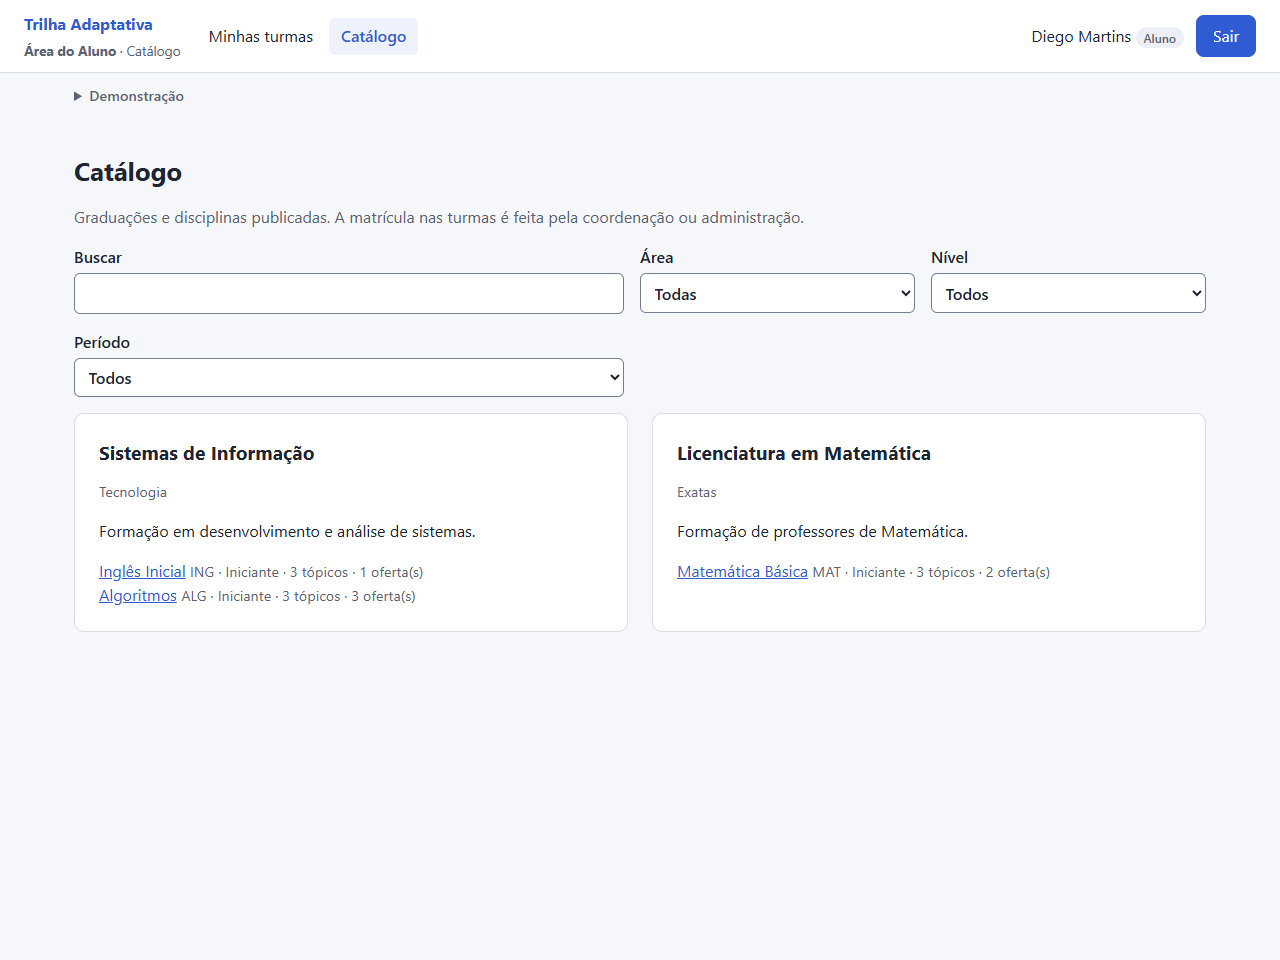 Trilha Adaptativa
Área do Aluno · Catálogo
Minhas turmas
Catálogo
Diego Martins Aluno
Sair
Demonstração
Catálogo
Graduações e disciplinas publicadas. A matrícula nas turmas é feita pela coordenação ou administração.
Buscar
Área
Todas
Nível
Todos
Período
Todos
Sistemas de Informação
Tecnologia
Formação em desenvolvimento e análise de sistemas.
Inglês Inicial ING · Iniciante · 3 tópicos · 1 oferta(s)
Algoritmos ALG · Iniciante · 3 tópicos · 3 oferta(s)
Licenciatura em Matemática
Exatas
Formação de professores de Matemática.
Matemática Básica MAT · Iniciante · 3 tópicos · 2 oferta(s)